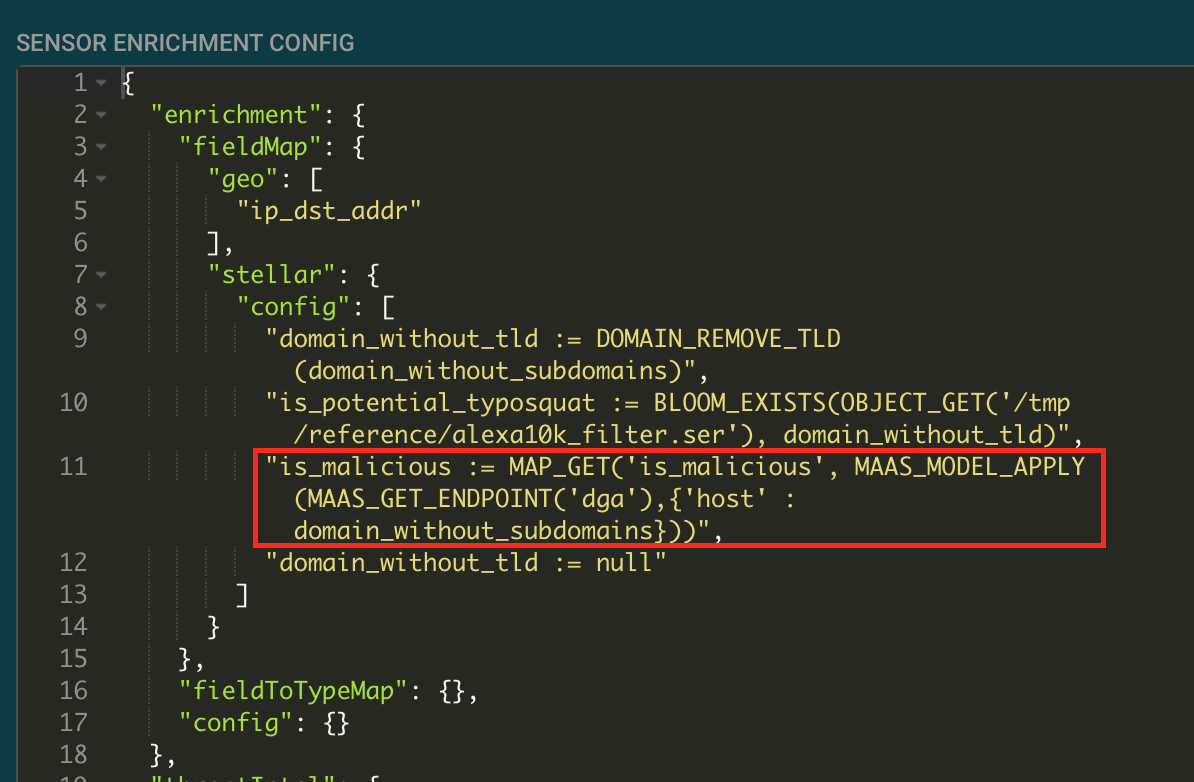 SENSOR ENRICHMENT CONFIG
1 {
2 "enrichment": {
3 "fieldMap": {
4 "geo": [
5 "ip_dst_addr"
6 ],
7 "stellar": {
8 "config": [
9 "domain_without_tld := DOMAIN_REMOVE_TLD
(domain_without_subdomains)",
10 "is_potential_typosquat := BLOOM_EXISTS(OBJECT_GET('/tmp
/reference/alexa10k_filter.ser'), domain_without_tld)",
11 "is_malicious := MAP_GET('is_malicious', MAAS_MODEL_APPLY
(MAAS_GET_ENDPOINT('dga'),{'host' :
domain_without_subdomains}))",
12 "domain_without_tld := null"
13 ]
14 }
15 },
16 "fieldToTypeMap": {},
17 "config": {}
18 },
19 "threatIntel": {